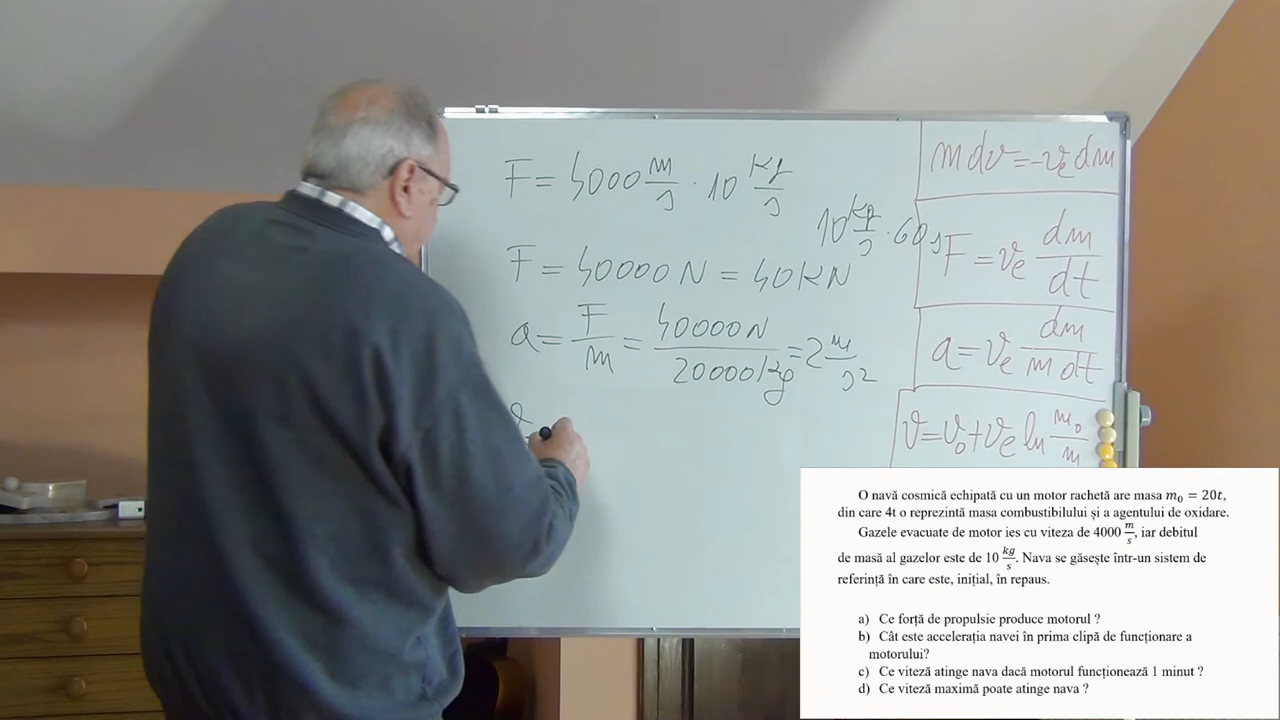 F = 4000 m/s · 10 kg/s
10 kg/s · 60 s
F = 40000 N = 40 KN
a = F/m = 40000 N / 20000 kg = 2 m/s²
m dv = -v_e dm
F = v_e dm/dt
a = v_e dm/(m dt)
v = v₀ + v_e ln m₀/m
O navă cosmică echipată cu un motor rachetă are masa m₀ = 20t,
din care 4t o reprezintă masa combustibilului și a agentului de oxidare.
Gazele evacuate de motor ies cu viteza de 4000 m/s, iar debitul
de masă al gazelor este de 10 kg/s. Nava se găsește într-un sistem de
referință în care este, inițial, în repaus.
a) Ce forță de propulsie produce motorul ?
b) Cât este accelerația navei în prima clipă de funcționare a
motorului?
c) Ce viteză atinge nava dacă motorul funcționează 1 minut ?
d) Ce viteză maximă poate atinge nava ?